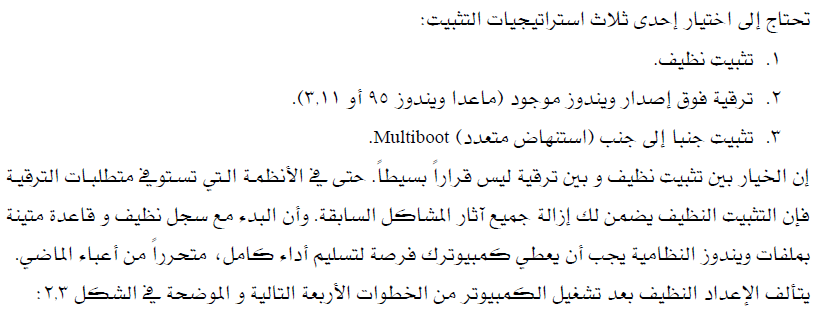 تحتاج إلى اختيار إحدى ثلاث استراتيجيات التثبيت:
١. تثبيت نظيف.
٢. ترقية فوق إصدار ويندوز موجود (ماعدا ويندوز ٩٥ أو ٣,١١).
٣. تثبيت جنبا إلى جنب (استنهاض متعدد) Multiboot.
إن الخيار بين تثبيت نظيف و بين ترقية ليس قراراً بسيطاً. حتى في الأنظمة التي تستوفي متطلبات الترقية
فإن التثبيت النظيف يضمن لك إزالة جميع آثار المشاكل السابقة. وأن البدء مع سجل نظيف و قاعدة متينة
بملفات ويندوز النظامية يجب أن يعطي كمبيوترك فرصة لتسليم أداء كامل، متحرراً من أعباء الماضي.
يتألف الإعداد النظيف بعد تشغيل الكمبيوتر من الخطوات الأربعة التالية و الموضحة في الشكل ٢,٣: